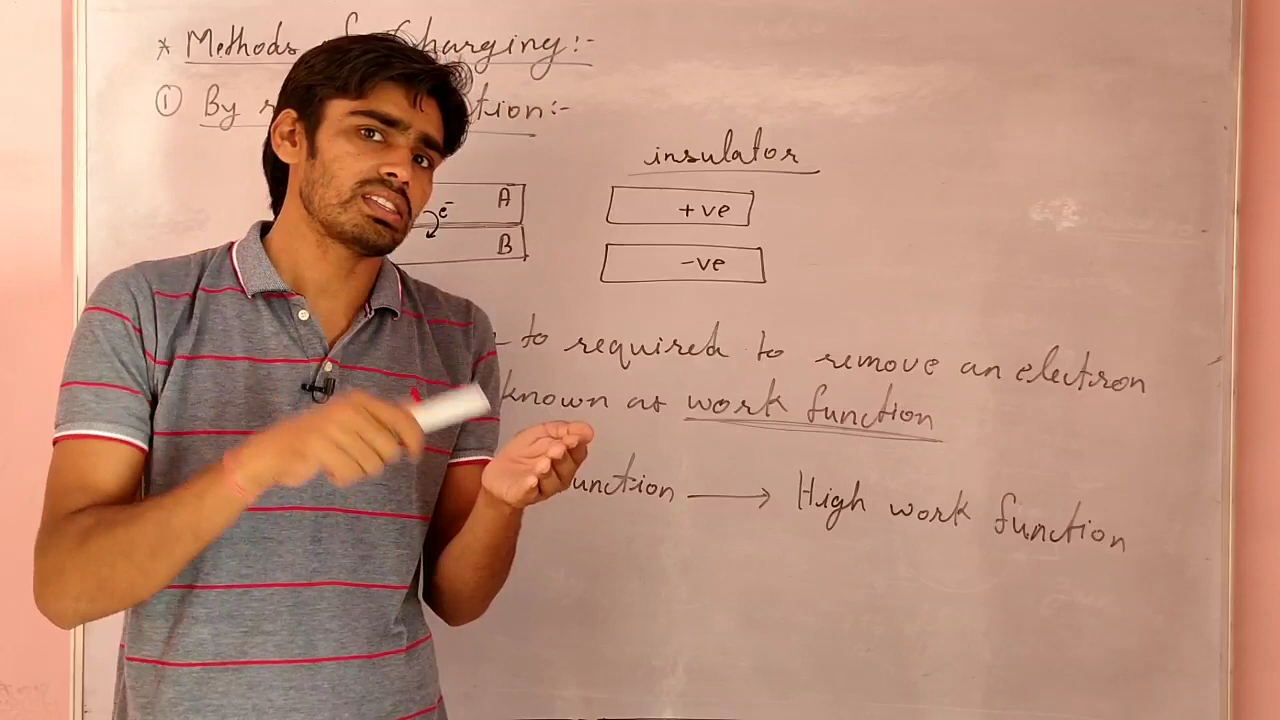 * Methods of Charging:-
① By tion:-
insulator
A
+ve
e⁻
B
-ve
to required to remove an electron
known as work function
unction ⟶ High work function